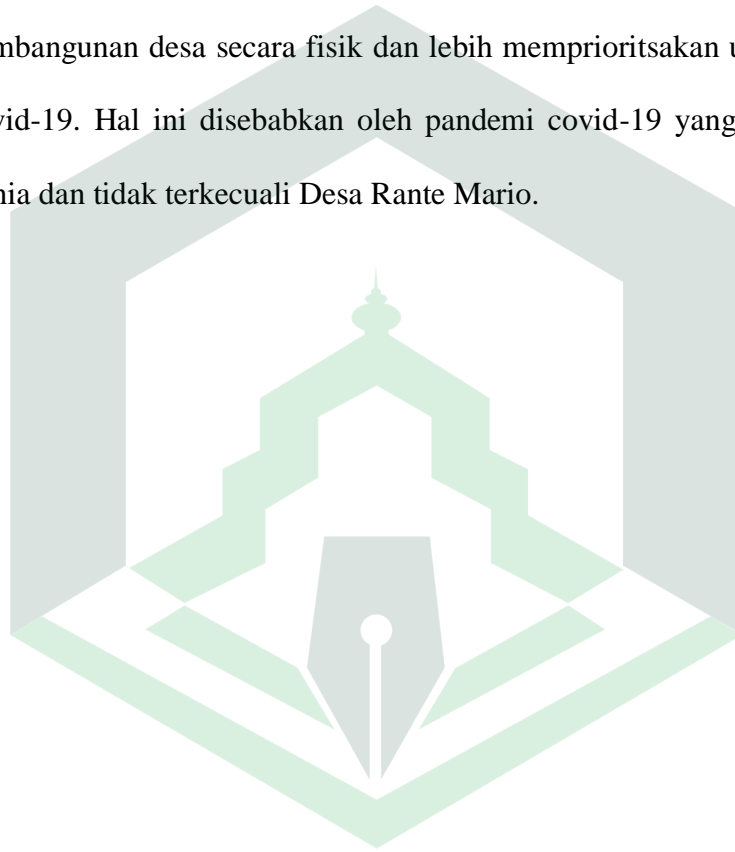 mbangunan desa secara fisik dan lebih memprioritsakan u
vid-19. Hal ini disebabkan oleh pandemi covid-19 yang
nia dan tidak terkecuali Desa Rante Mario.